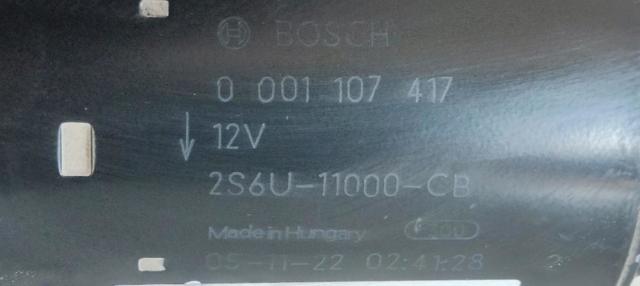 BOSCH
0 001 107 417
12V
2S6U-11000-CB
Made in Hungary
05-11-22 02:41:28